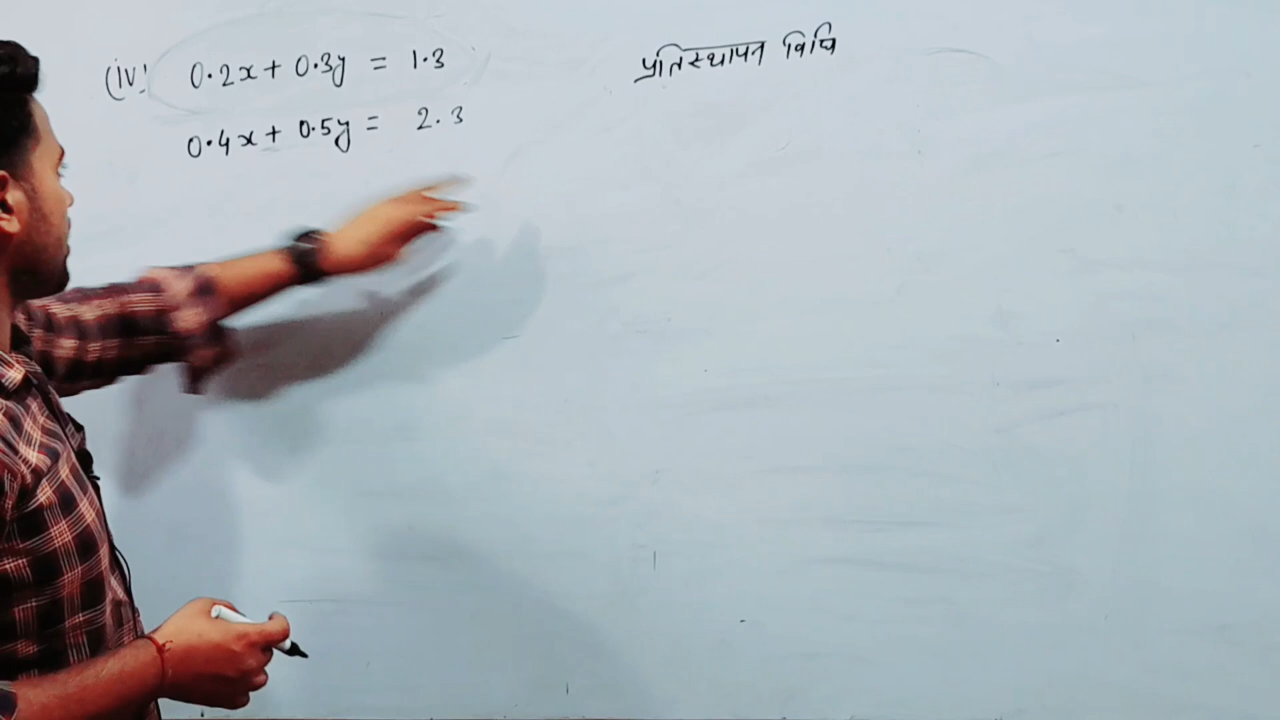 (iv) 0.2x + 0.3y = 1.3
0.4x + 0.5y = 2.3
प्रतिस्थापन विधि